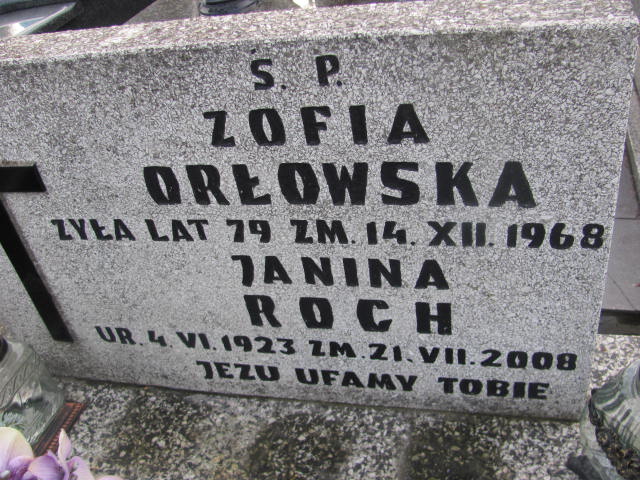 Ś. P.
ZOFIA
ORŁOWSKA
ŻYŁA LAT 79 ZM. 14. XII. 1968
JANINA
ROCH
UR. 4. VI. 1923 ZM. 21. VII. 2008
JEZU UFAMY TOBIE